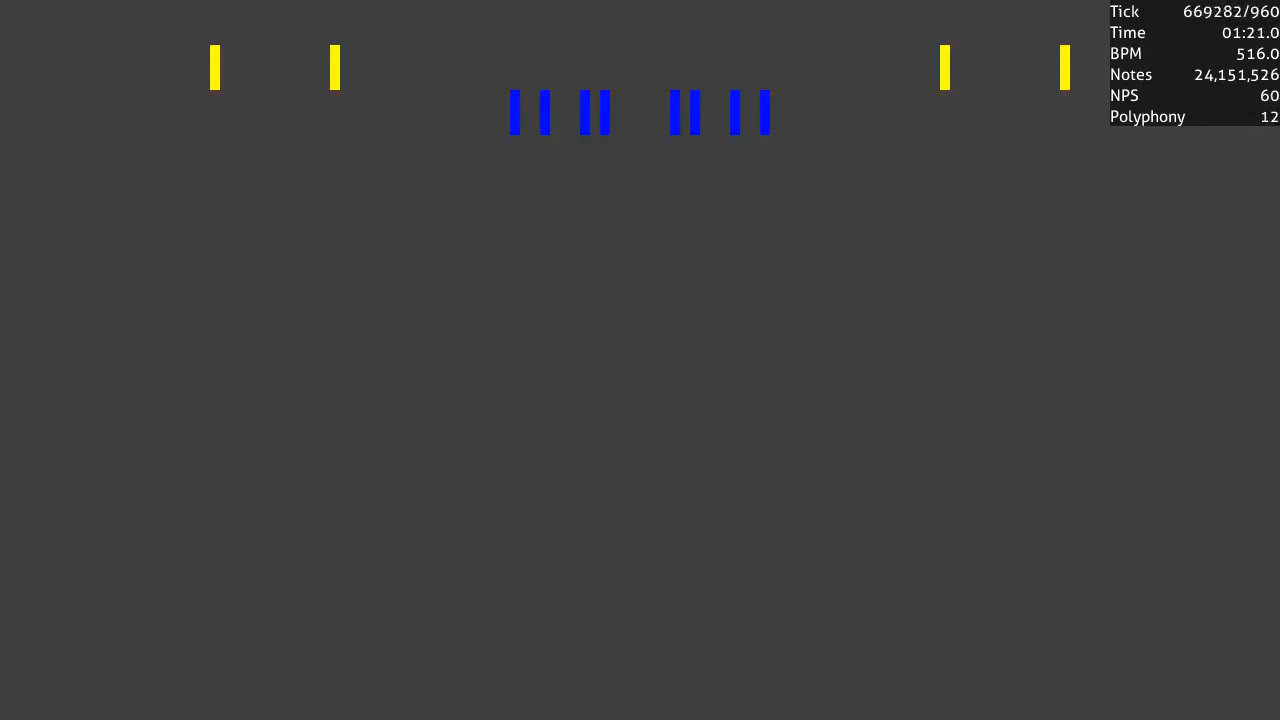 Tick 669282/960
Time 01:21.0
BPM 516.0
Notes 24,151,526
NPS 60
Polyphony 12